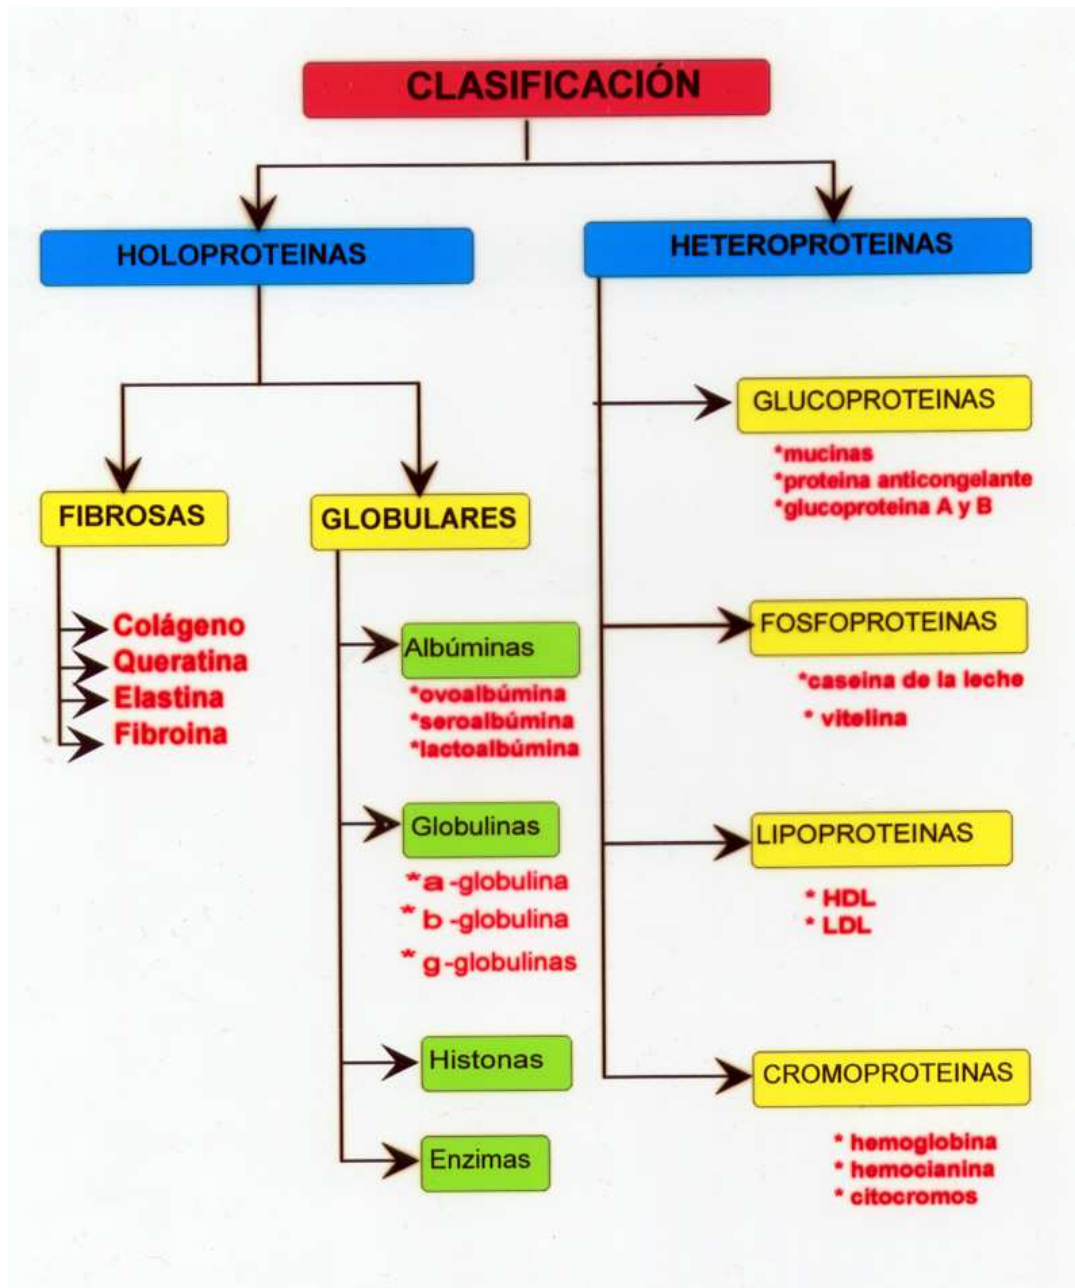 CLASIFICACIÓN
HOLOPROTEINAS
HETEROPROTEINAS
FIBROSAS
Colágeno
Queratina
Elastina
Fibroina
GLOBULARES
Albúminas
*ovoalbúmina
*seroalbúmina
*lactoalbúmina
Globulinas
*a -globulina
*b -globulina
* g-globulinas
Histonas
Enzimas
GLUCOPROTEINAS
*mucinas
*proteina anticongelante
*glucoproteina A y B
FOSFOPROTEINAS
*caseina de la leche
* vitelina
LIPOPROTEINAS
* HDL
* LDL
CROMOPROTEINAS
* hemoglobina
* hemocianina
* citocromos